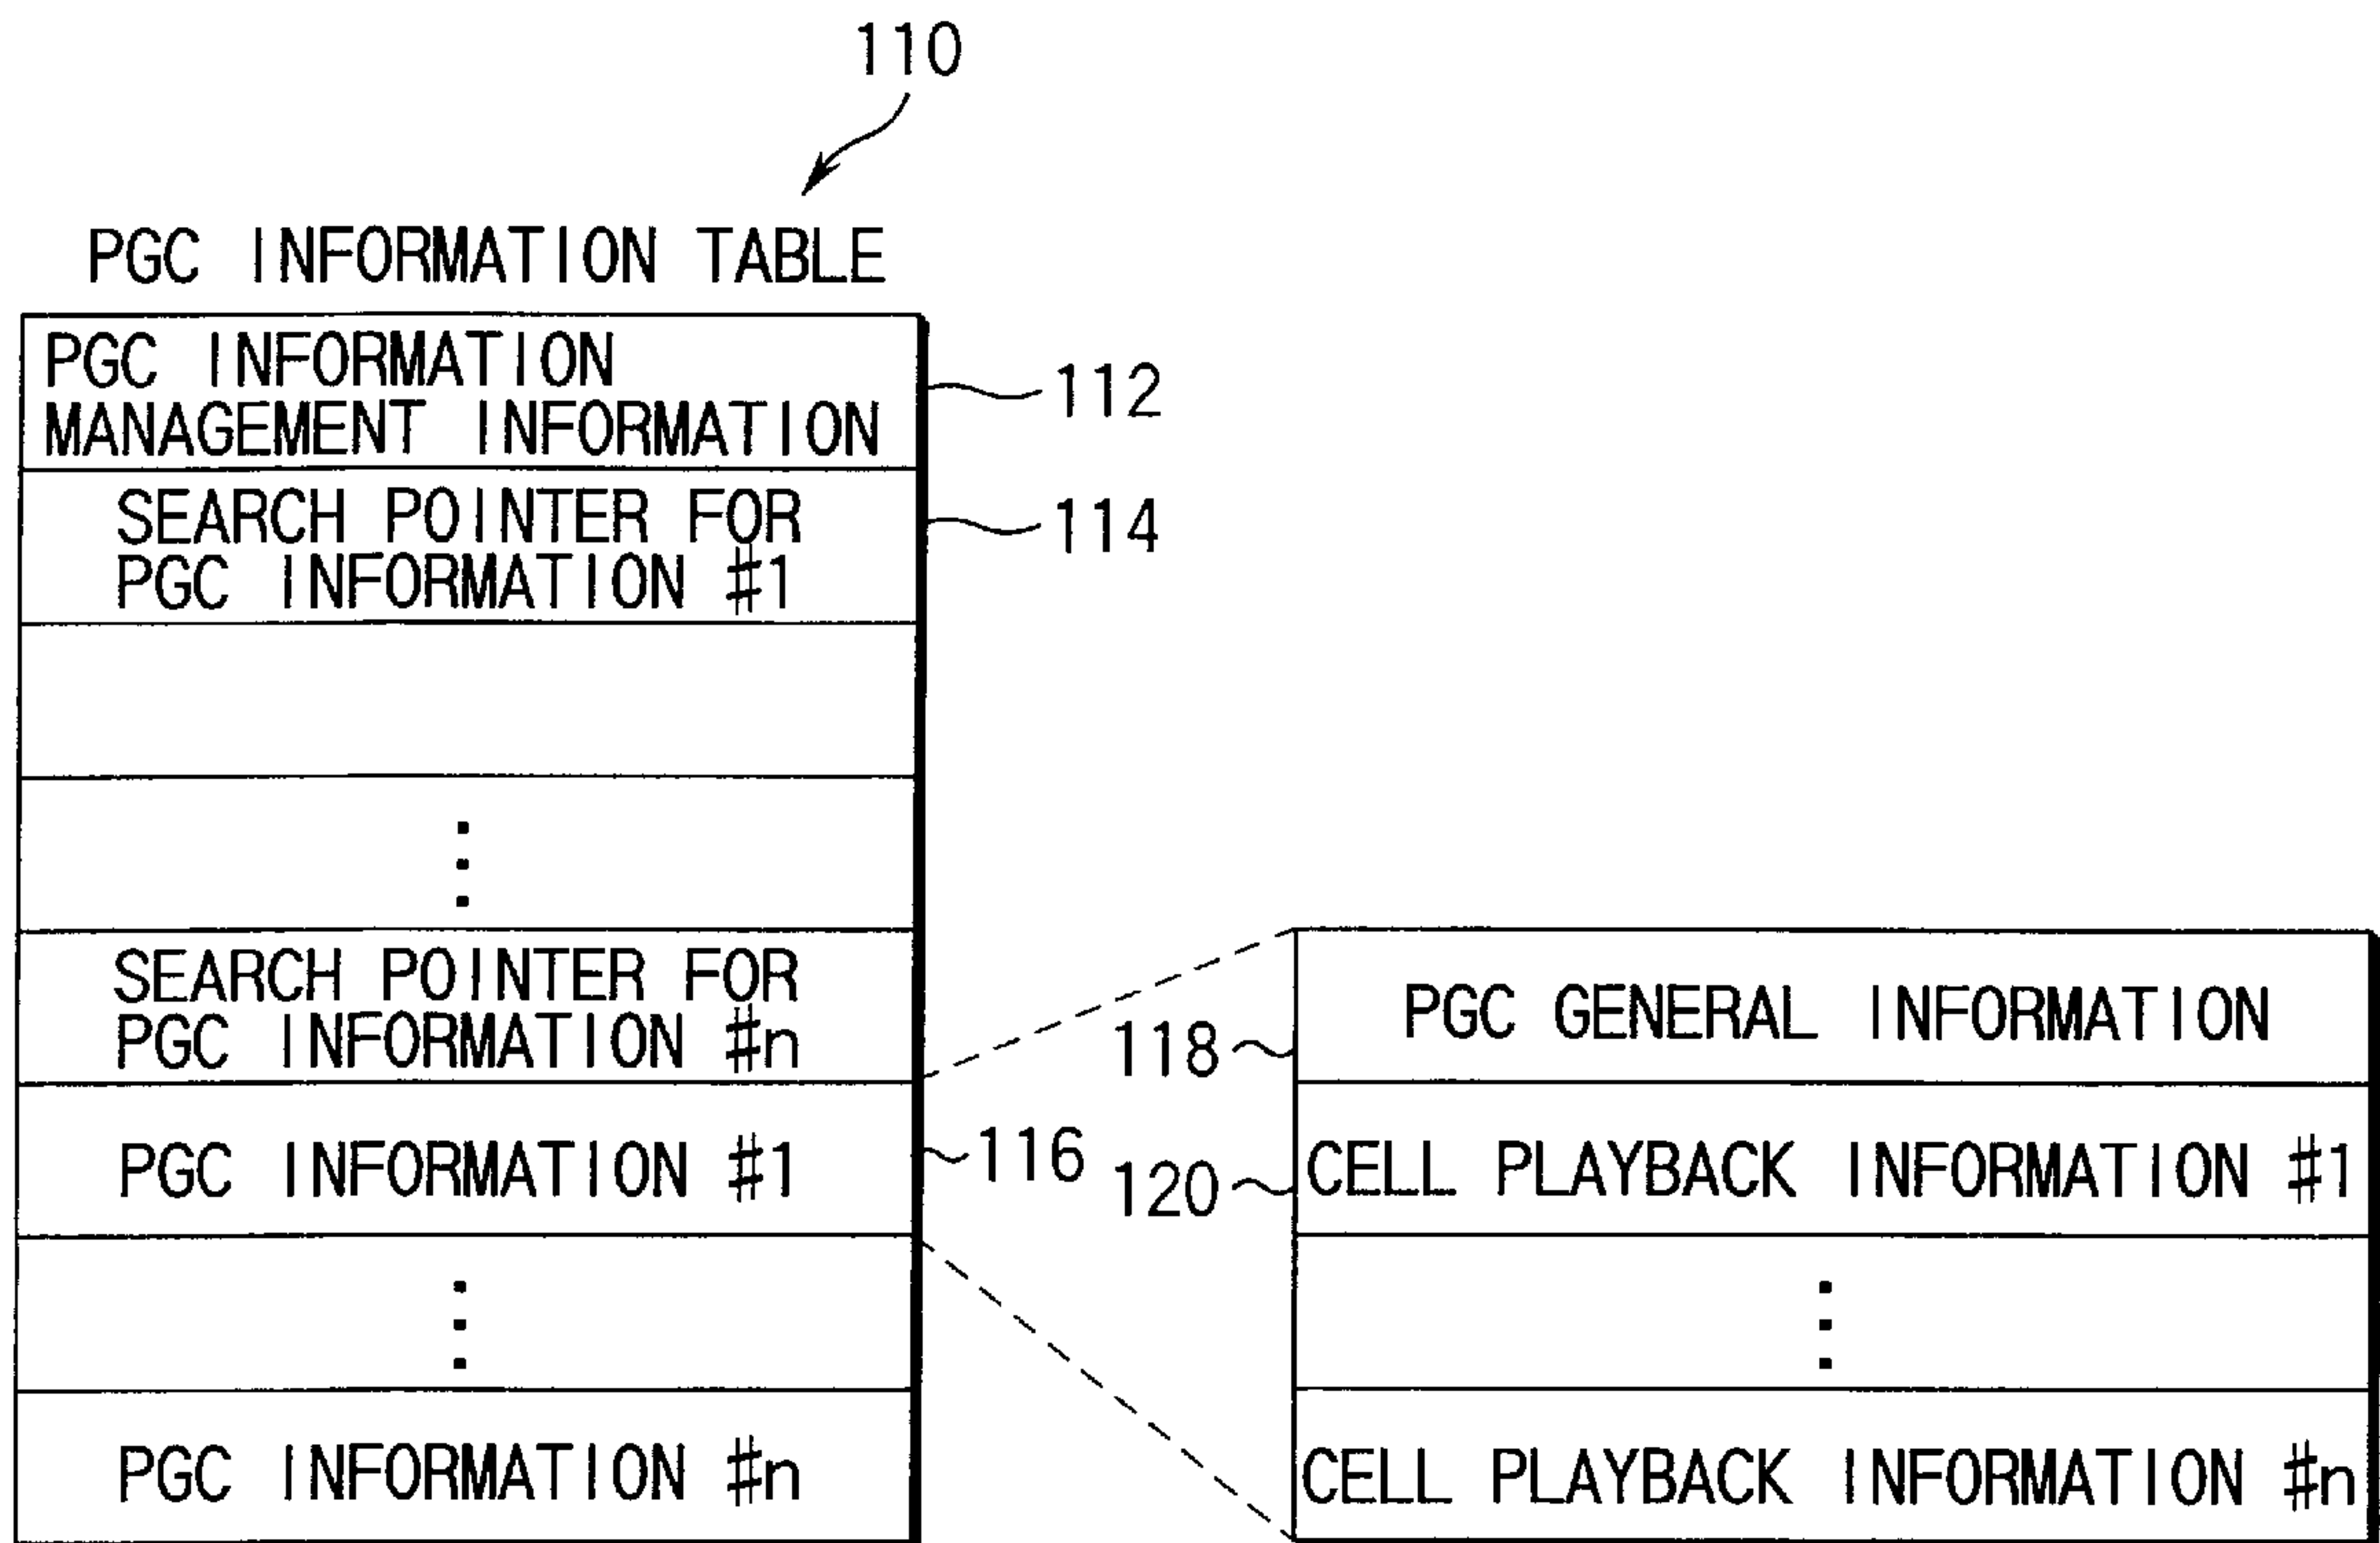 110
PGC INFORMATION TABLE
PGC INFORMATION
MANAGEMENT INFORMATION
112
SEARCH POINTER FOR
PGC INFORMATION #1
114
SEARCH POINTER FOR
PGC INFORMATION #n
PGC INFORMATION #1
116
PGC INFORMATION #n
118
PGC GENERAL INFORMATION
120
CELL PLAYBACK INFORMATION #1
CELL PLAYBACK INFORMATION #n